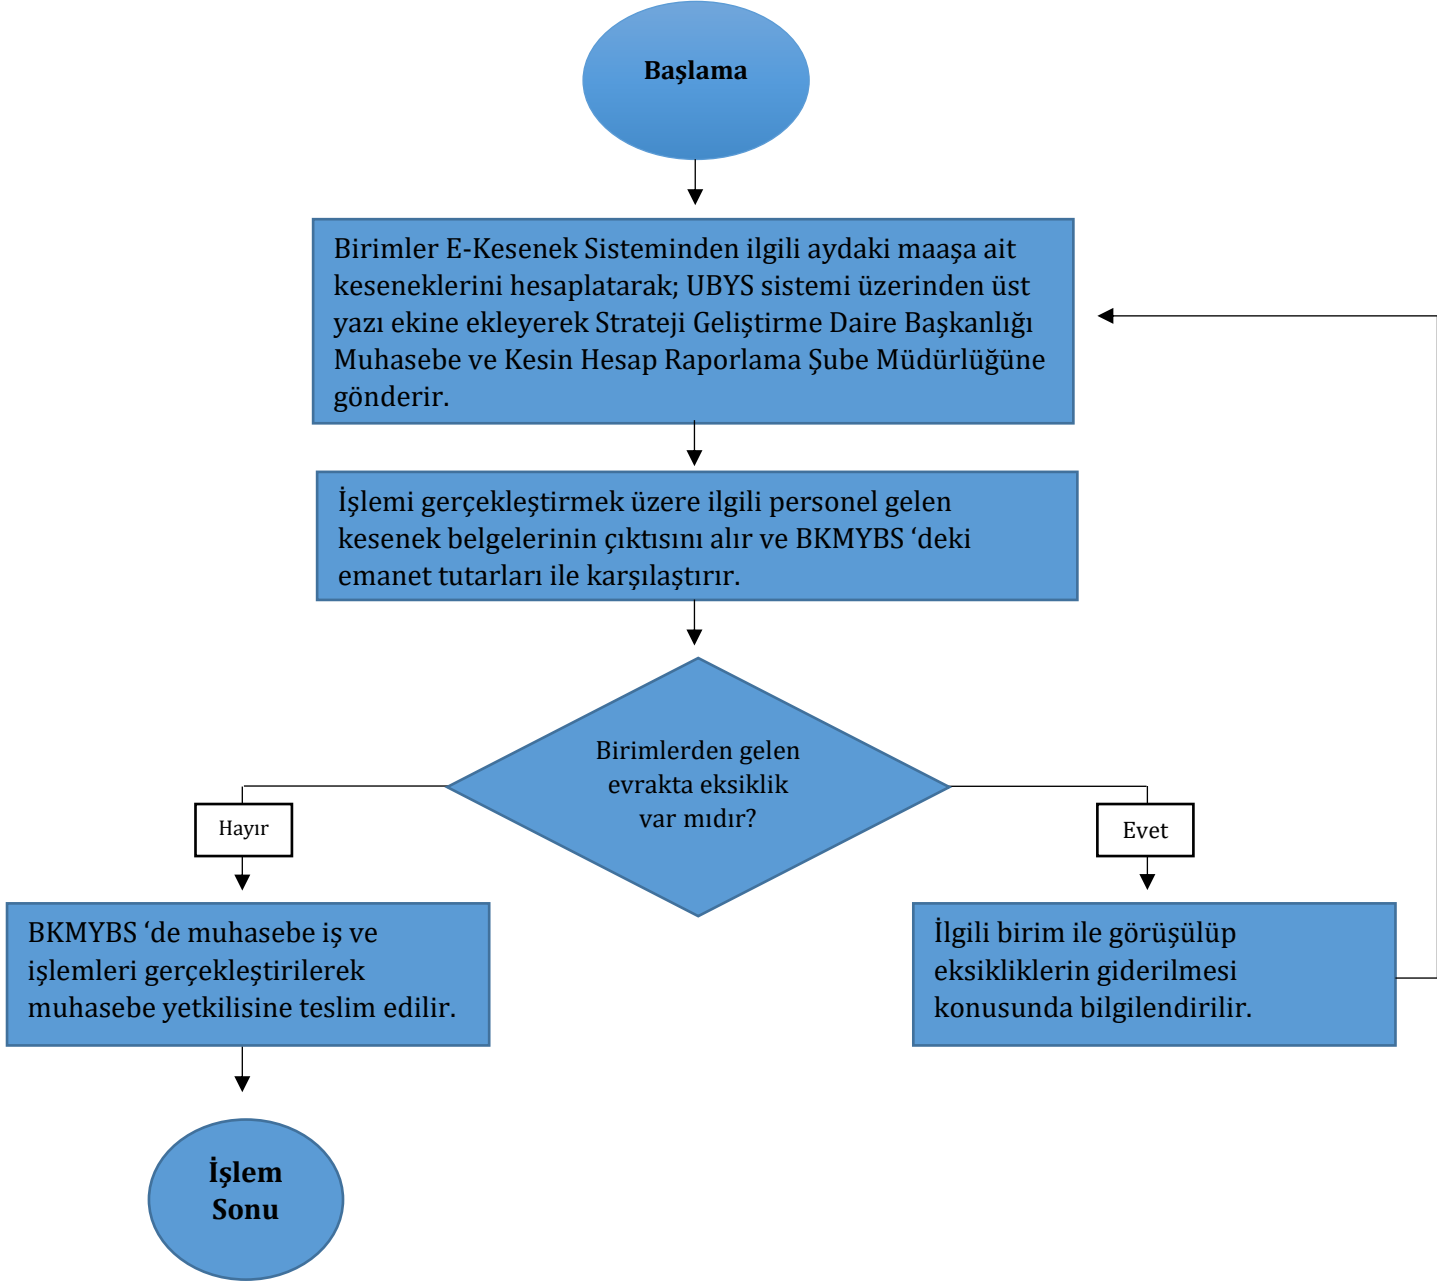 Başlama
Birimler E-Kesenek Sisteminden ilgili aydaki maaşa ait
keseneklerini hesaplatarak; UBYS sistemi üzerinden üst
yazı ekine ekleyerek Strateji Geliştirme Daire Başkanlığı
Muhasebe ve Kesin Hesap Raporlama Şube Müdürlüğüne
gönderir.
İşlemi gerçekleştirmek üzere ilgili personel gelen
kesenek belgelerinin çıktısını alır ve BKMYBS ‘deki
emanet tutarları ile karşılaştırır.
Birimlerden gelen
evrakta eksiklik
var mıdır?
Hayır
Evet
BKMYBS ‘de muhasebe iş ve
işlemleri gerçekleştirilerek
muhasebe yetkilisine teslim edilir.
İlgili birim ile görüşülüp
eksikliklerin giderilmesi
konusunda bilgilendirilir.
İşlem
Sonu